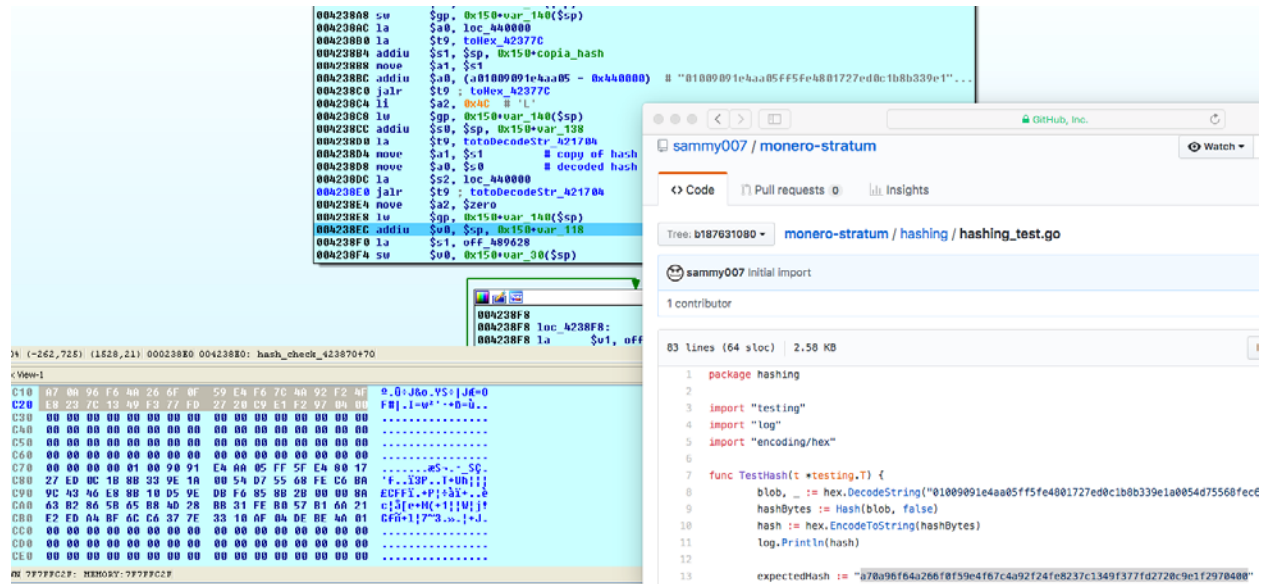 004238A8 sw $gp, 0x150+var_140($sp)
004238AC la $a0, loc_440000
004238B0 la $t9, toHex_42377C
004238B4 addiu $s1, $sp, 0x150+copia_hash
004238B8 move $a1, $s1
004238BC addiu $a0, (a01009091e4aa05 - 0x440000) # "01009091e4aa05ff5fe4801727ed0c1b8b339e1"...
004238C0 jalr $t9 ; toHex_42377C
004238C4 li $a2, 0x4C # 'L'
004238C8 lw $gp, 0x150+var_140($sp)
004238CC addiu $s0, $sp, 0x150+var_138
004238D0 la $t9, totoDecodeStr_421704
004238D4 move $a1, $s1 # copy of hash
004238D8 move $a0, $s0 # decoded hash
004238DC la $s2, loc_440000
004238E0 jalr $t9 ; totoDecodeStr_421704
004238E4 move $a2, $zero
004238E8 lw $gp, 0x150+var_140($sp)
004238EC addiu $v0, $sp, 0x150+var_118
004238F0 la $s1, off_489628
004238F4 sw $v0, 0x150+var_30($sp)
004238F8
004238F8 loc_4238F8:
004238F8 la $v1, off
(-262,725) (1528,21) 000238E0 004238E0: hash_check_423870+70
View-1
C10 A7 0A 96 F6 4A 26 6F 0F 59 E4 F6 7C 4A 92 F2 4F
C20 E8 23 7C 13 49 F3 77 FD 27 20 C9 E1 F2 97 04 00
C30 00 00 00 00 00 00 00 00 00 00 00 00 00 00 00 00 ................
C40 00 00 00 00 00 00 00 00 00 00 00 00 00 00 00 00 ................
C50 00 00 00 00 00 00 00 00 00 00 00 00 00 00 00 00 ................
C60 00 00 00 00 00 00 00 00 00 00 00 00 00 00 00 00 ................
C70 00 00 00 00 01 00 90 91 E4 AA 05 FF 5F E4 80 17
C80 27 ED 0C 1B 8B 33 9E 1A 00 54 D7 55 68 FE C6 BA
C90 9C 43 46 E8 8B 10 D5 9E DB F6 85 8B 2B 00 00 8A
CA0 63 B2 86 5B 65 B8 4D 28 BB 31 FE B0 57 B1 6A 21
CB0 E2 ED A4 BF 6C C6 37 7E 33 10 AF 04 DE BE 4A 01
CC0 00 00 00 00 00 00 00 00 00 00 00 00 00 00 00 00 ................
CD0 00 00 00 00 00 00 00 00 00 00 00 00 00 00 00 00 ................
CE0 00 00 00 00 00 00 00 00 00 00 00 00 00 00 00 00 ................
7F7FFC2F: MEMORY:7F7FFC2F
GitHub, Inc.
sammy007 / monero-stratum
Watch
Code Pull requests 0 Insights
Tree: b187631080 monero-stratum / hashing / hashing_test.go
sammy007 Initial import
1 contributor
83 lines (64 sloc) 2.58 KB
1 package hashing
2
3 import "testing"
4 import "log"
5 import "encoding/hex"
6
7 func TestHash(t *testing.T) {
8 blob, _ := hex.DecodeString("01009091e4aa05ff5fe4801727ed0c1b8b339e1a0054d75568fec6
9 hashBytes := Hash(blob, false)
10 hash := hex.EncodeToString(hashBytes)
11 log.Println(hash)
12
13 expectedHash := "a70a96f64a266f0f59e4f67c4a92f24fe8237c1349f377fd2720c9e1f2970400"